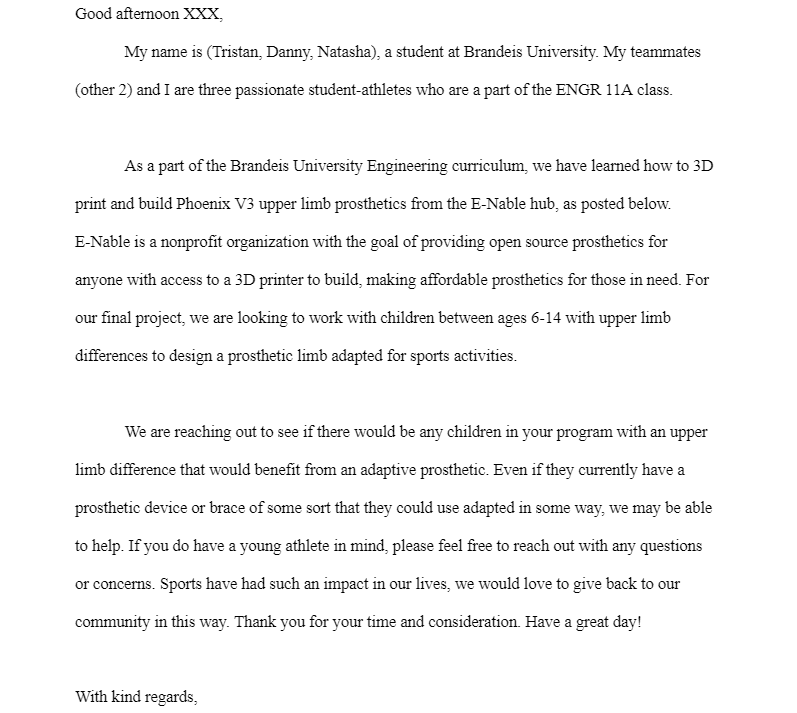 Good afternoon XXX,
My name is (Tristan, Danny, Natasha), a student at Brandeis University. My teammates
(other 2) and I are three passionate student-athletes who are a part of the ENGR 11A class.
As a part of the Brandeis University Engineering curriculum, we have learned how to 3D
print and build Phoenix V3 upper limb prosthetics from the E-Nable hub, as posted below.
E-Nable is a nonprofit organization with the goal of providing open source prosthetics for
anyone with access to a 3D printer to build, making affordable prosthetics for those in need. For
our final project, we are looking to work with children between ages 6-14 with upper limb
differences to design a prosthetic limb adapted for sports activities.
We are reaching out to see if there would be any children in your program with an upper
limb difference that would benefit from an adaptive prosthetic. Even if they currently have a
prosthetic device or brace of some sort that they could use adapted in some way, we may be able
to help. If you do have a young athlete in mind, please feel free to reach out with any questions
or concerns. Sports have had such an impact in our lives, we would love to give back to our
community in this way. Thank you for your time and consideration. Have a great day!
With kind regards,